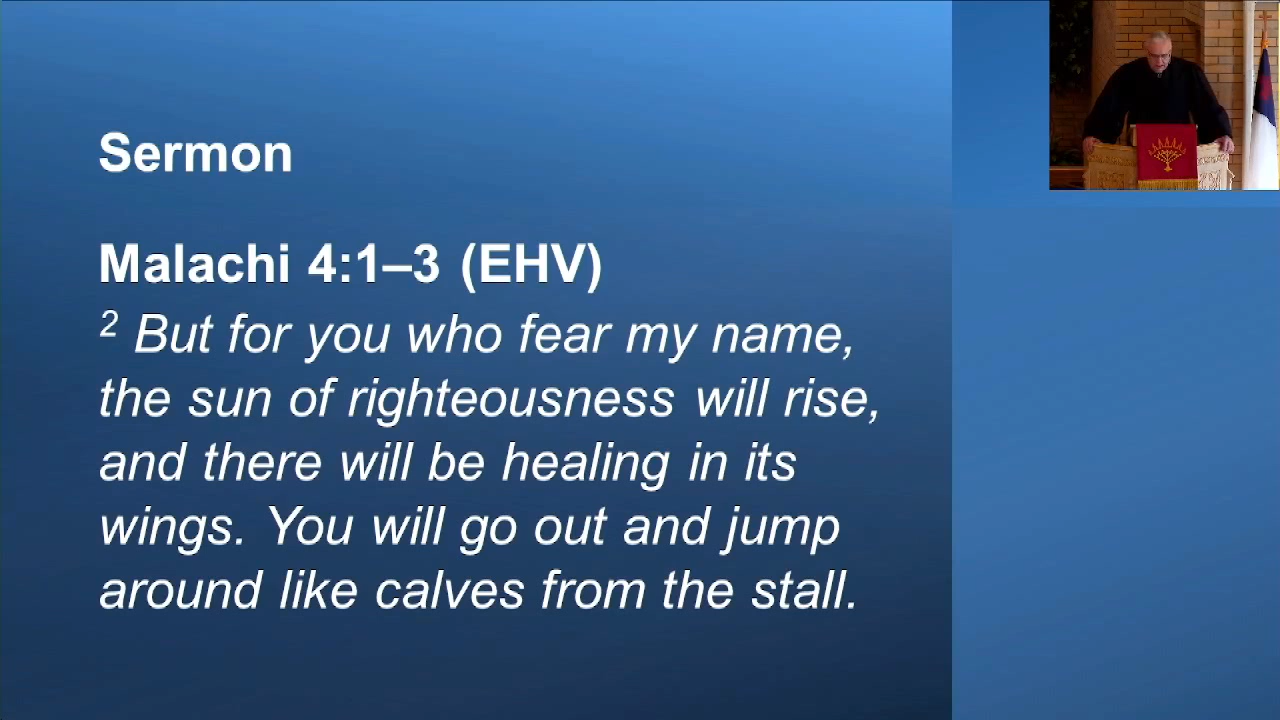 Sermon
Malachi 4:1–3 (EHV)
2 But for you who fear my name,
the sun of righteousness will rise,
and there will be healing in its
wings. You will go out and jump
around like calves from the stall.